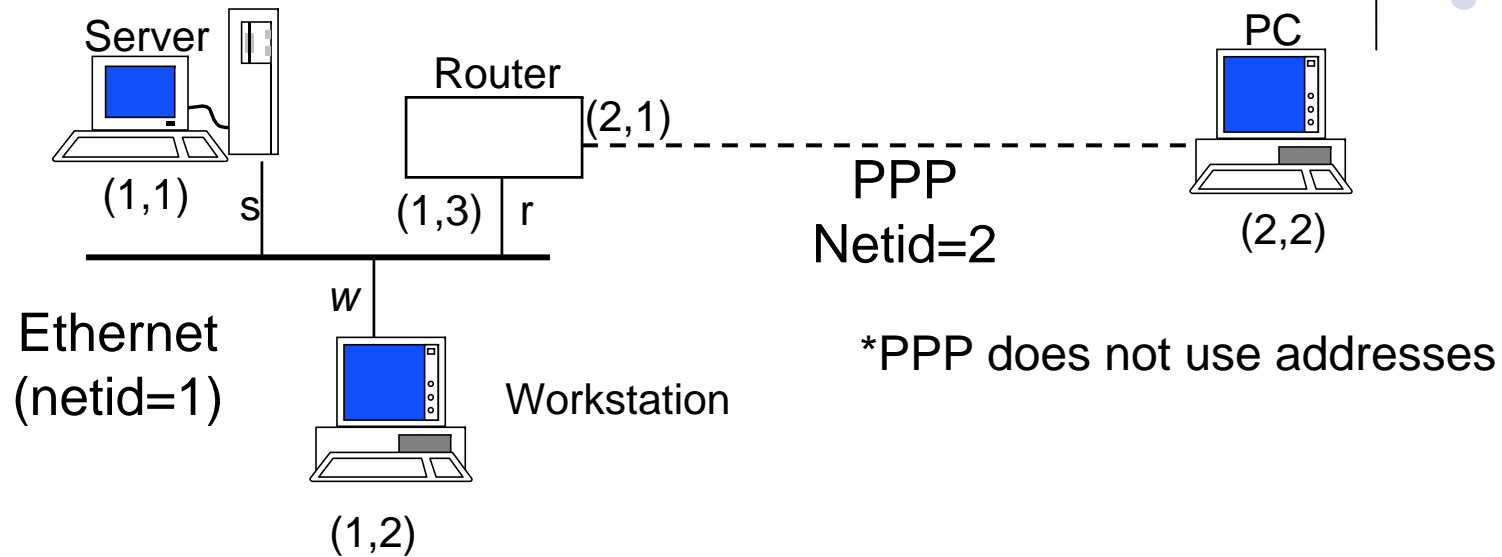 Server
PC
Router
(2,1)
(1,1)
s
(1,3)
r
PPP
Netid=2
(2,2)
w
Ethernet
(netid=1)
*PPP does not use addresses
Workstation
(1,2)